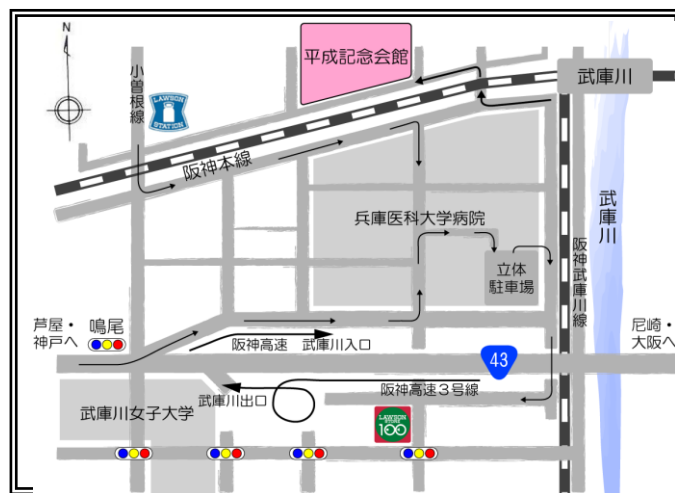 N
平成記念会館
武庫川
小曽根線
LAWSON
STATION
阪神本線
兵庫医科大学病院
立体
駐車場
阪神武庫川線
武庫川
芦屋・
神戸へ
鳴尾
阪神高速 武庫川入口
尼崎・
大阪へ
43
武庫川出口
阪神高速3号線
武庫川女子大学
LAWSON
STORE
100